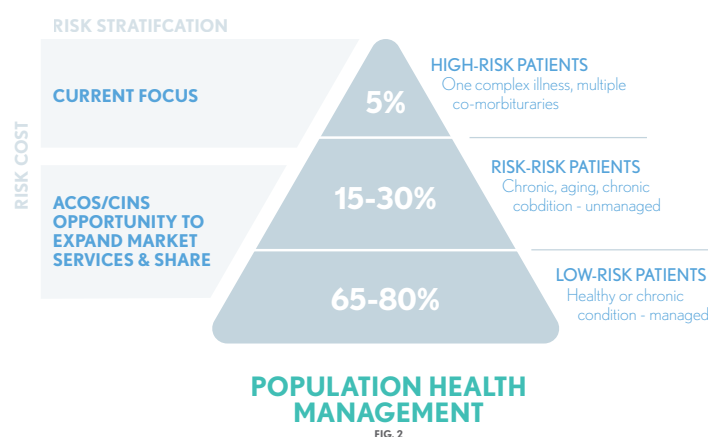 RISK STRATIFCATION
RISK COST
CURRENT FOCUS
ACOS/CINS
OPPORTUNITY TO
EXPAND MARKET
SERVICES & SHARE
5%
15-30%
65-80%
HIGH-RISK PATIENTS
One complex illness, multiple
co-morbituraries
RISK-RISK PATIENTS
Chronic, aging, chronic
cobdition - unmanaged
LOW-RISK PATIENTS
Healthy or chronic
condition - managed
POPULATION HEALTH
MANAGEMENT
FIG. 2